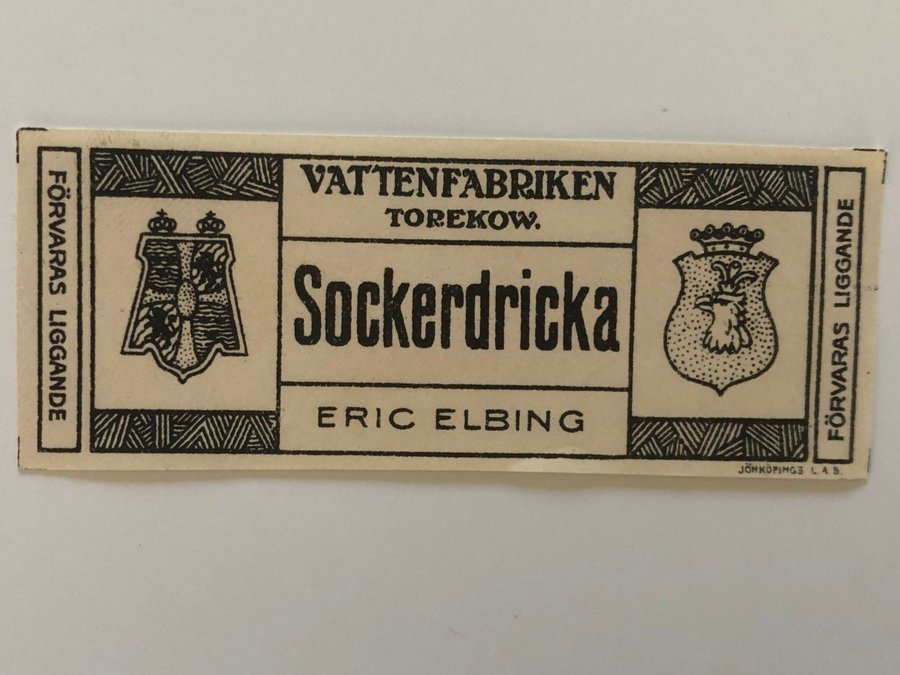 FÖRVARAS LIGGANDE
VATTENFABRIKEN
TOREKOW.
Sockerdricka
ERIC ELBING
FÖRVARAS LIGGANDE
JÖNKÖPINGS L.A.B.